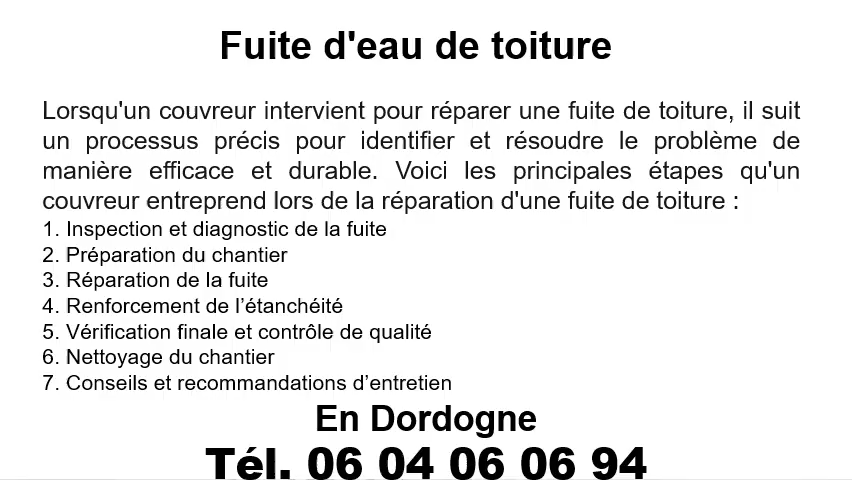 Fuite d'eau de toiture
Lorsqu'un couvreur intervient pour réparer une fuite de toiture, il suit
un processus précis pour identifier et résoudre le problème de
manière efficace et durable. Voici les principales étapes qu'un
couvreur entreprend lors de la réparation d'une fuite de toiture :
1. Inspection et diagnostic de la fuite
2. Préparation du chantier
3. Réparation de la fuite
4. Renforcement de l’étanchéité
5. Vérification finale et contrôle de qualité
6. Nettoyage du chantier
7. Conseils et recommandations d’entretien
En Dordogne
Tél. 06 04 06 06 94